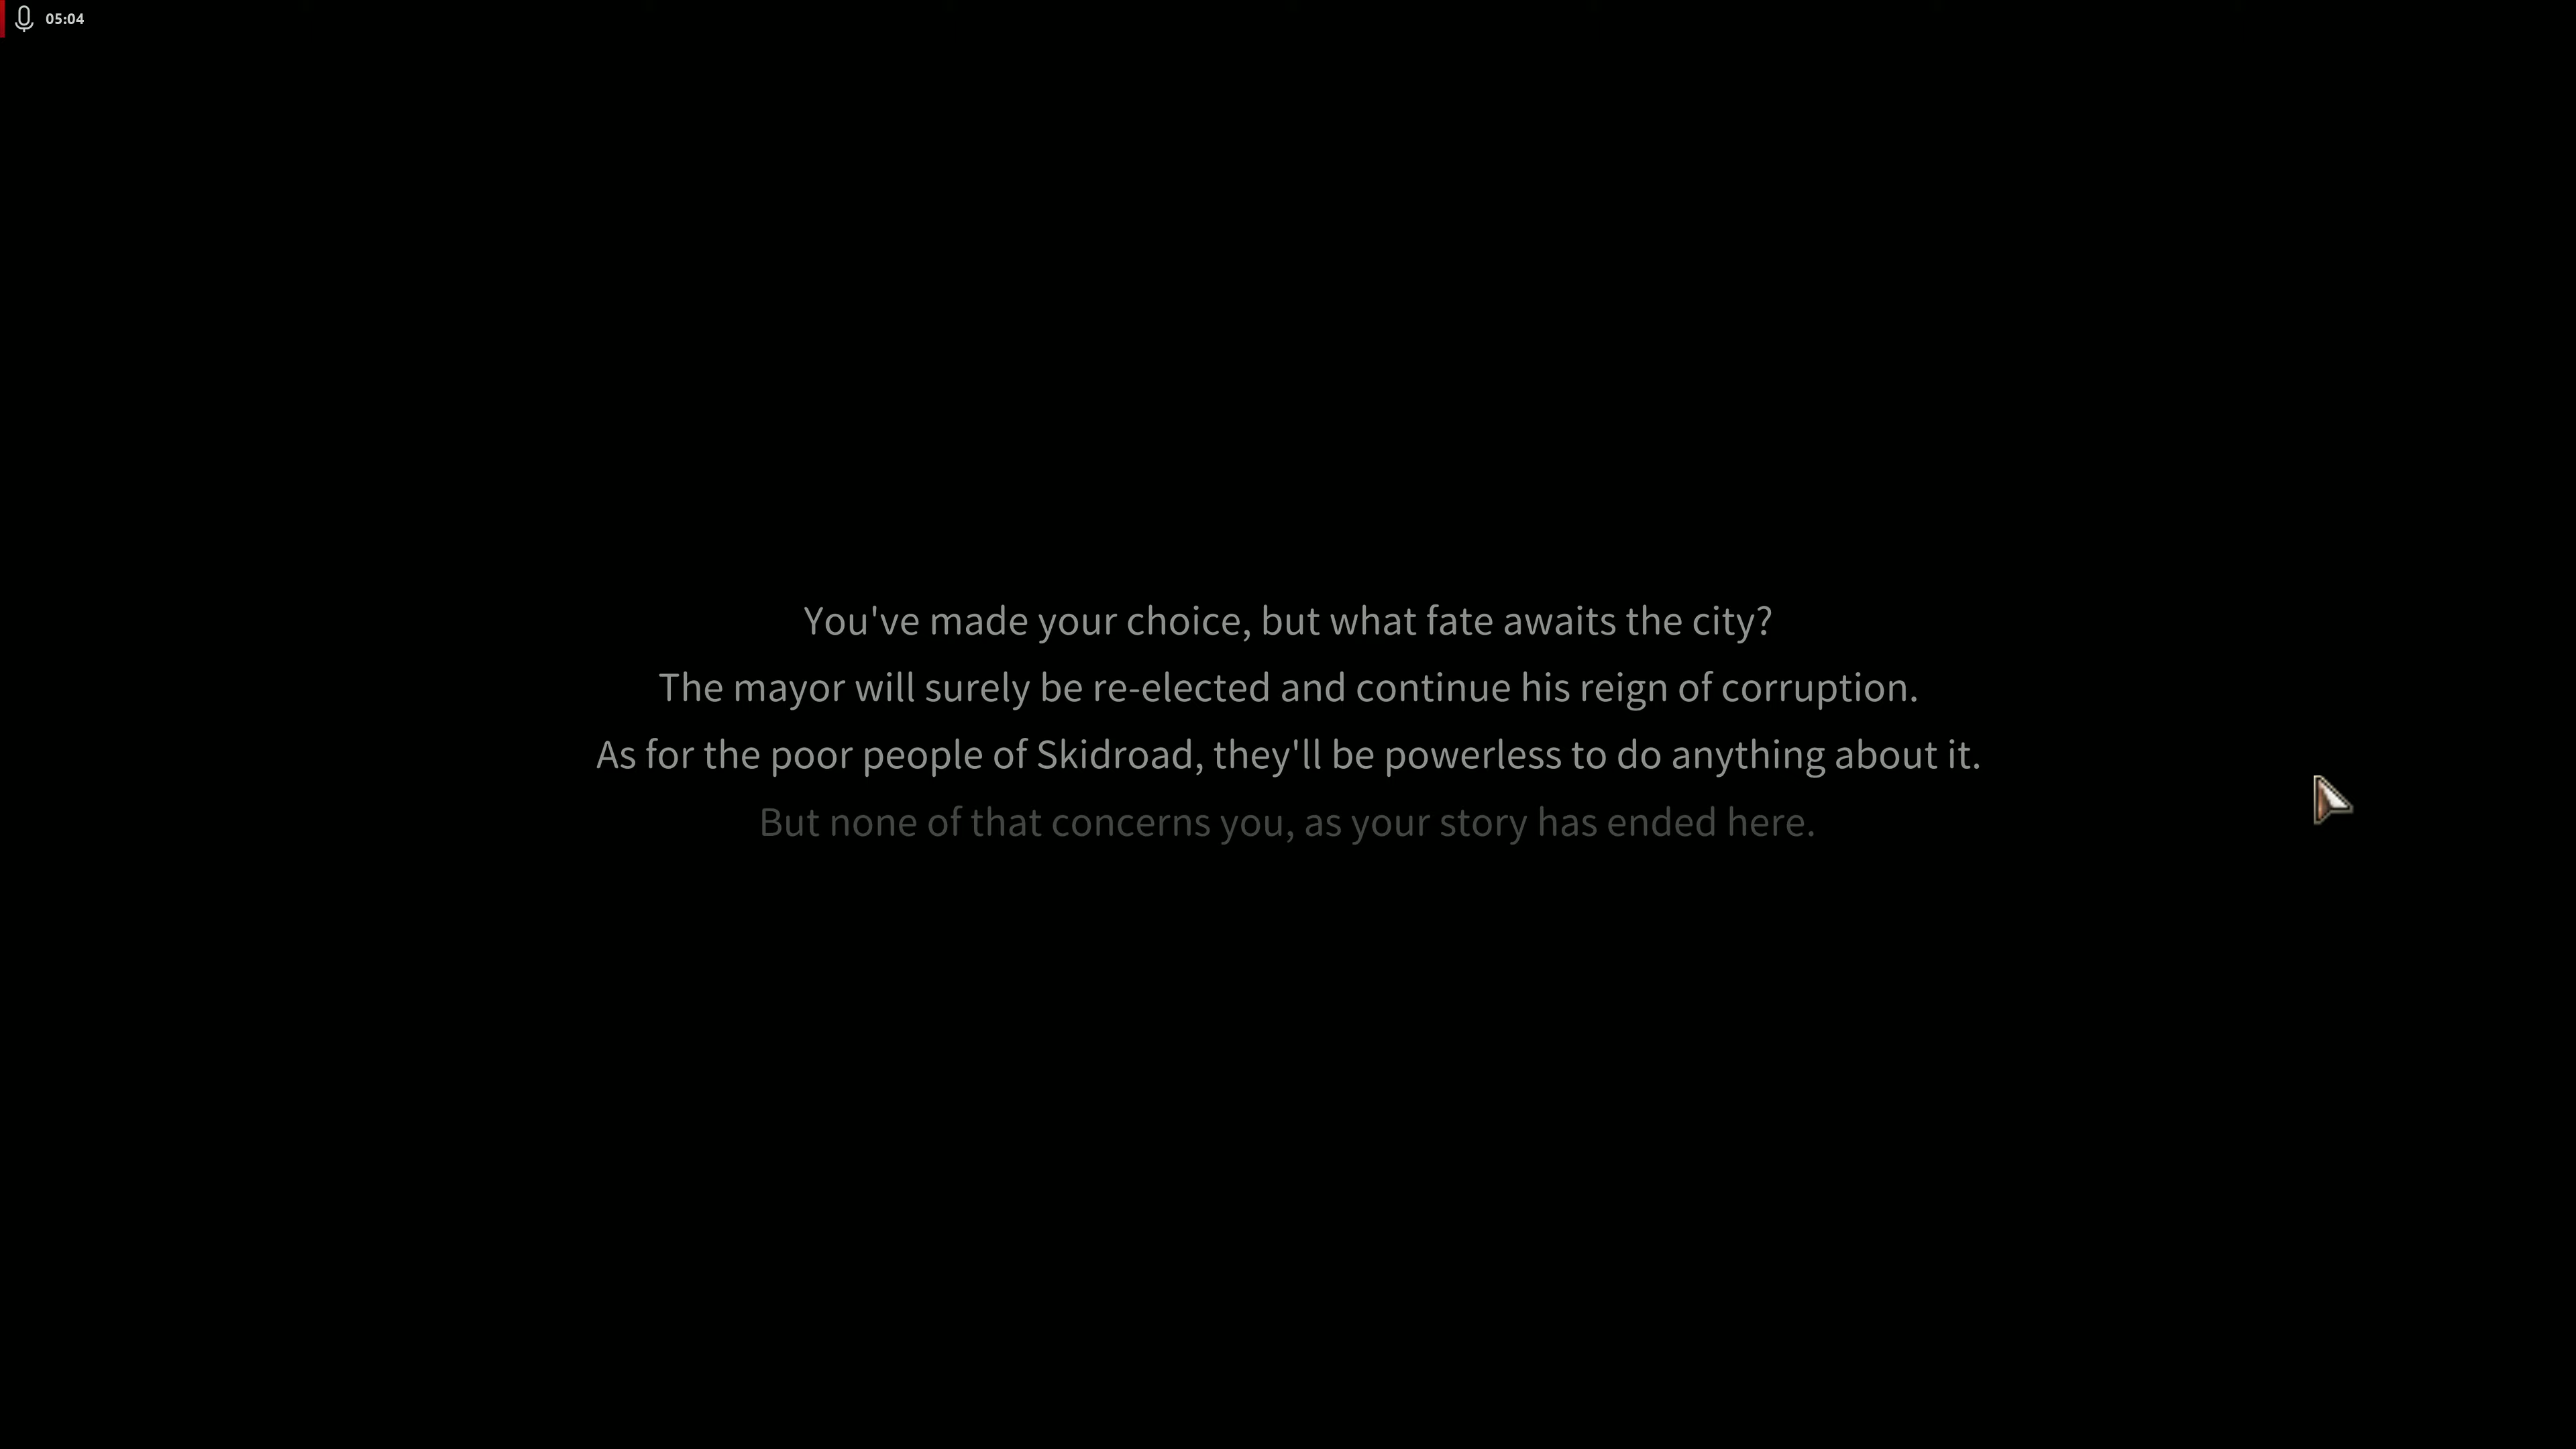 05:04
You've made your choice, but what fate awaits the city?
The mayor will surely be re-elected and continue his reign of corruption.
As for the poor people of Skidroad, they'll be powerless to do anything about it.
But none of that concerns you, as your story has ended here.